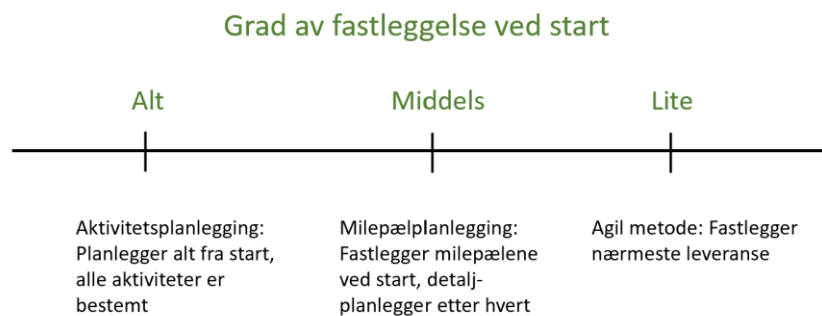 Grad av fastleggelse ved start
Alt
Middels
Lite
Aktivitetsplanlegging:
Planlegger alt fra start,
alle aktiviteter er
bestemt
Milepælplanlegging:
Fastlegger milepælene
ved start, detalj-
planlegger etter hvert
Agil metode: Fastlegger
nærmeste leveranse